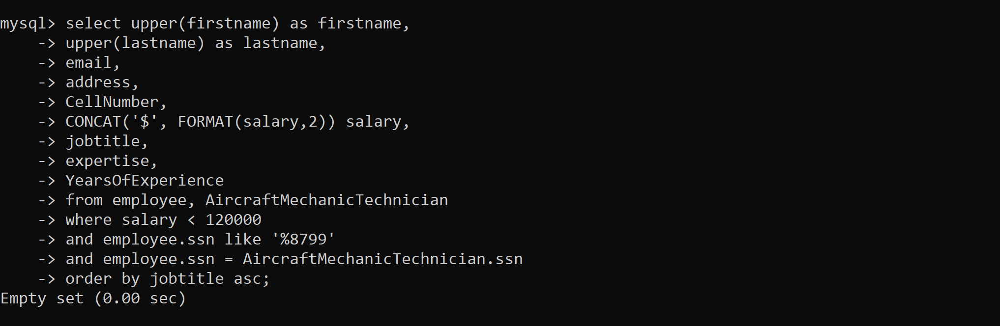 mysql> select upper(firstname) as firstname,
    -> upper(lastname) as lastname,
    -> email,
    -> address,
    -> CellNumber,
    -> CONCAT('$', FORMAT(salary,2)) salary,
    -> jobtitle,
    -> expertise,
    -> YearsOfExperience
    -> from employee, AircraftMechanicTechnician
    -> where salary < 120000
    -> and employee.ssn like '%8799'
    -> and employee.ssn = AircraftMechanicTechnician.ssn
    -> order by jobtitle asc;
Empty set (0.00 sec)